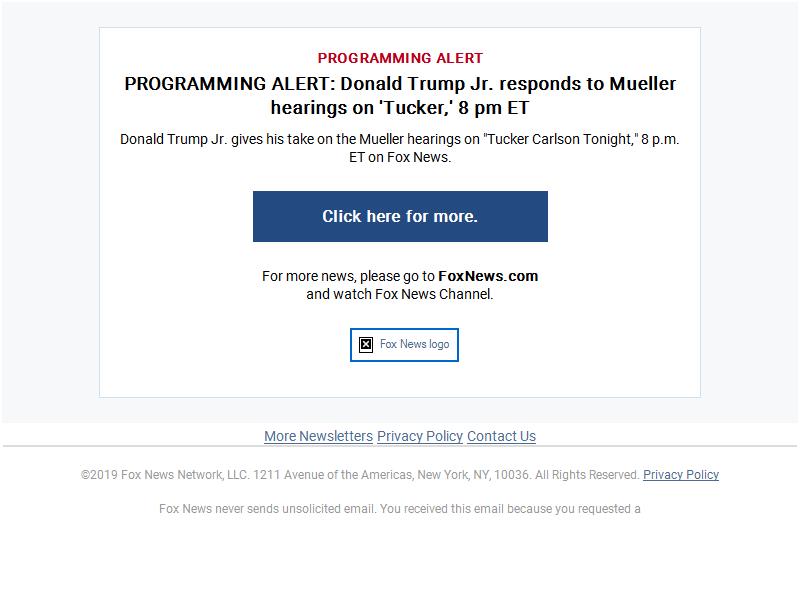 PROGRAMMING ALERT
PROGRAMMING ALERT: Donald Trump Jr. responds to Mueller
hearings on 'Tucker,' 8 pm ET
Donald Trump Jr. gives his take on the Mueller hearings on "Tucker Carlson Tonight," 8 p.m.
ET on Fox News.
Click here for more.
For more news, please go to FoxNews.com
and watch Fox News Channel.
Fox News logo
More Newsletters Privacy Policy Contact Us
©2019 Fox News Network, LLC. 1211 Avenue of the Americas, New York, NY, 10036. All Rights Reserved. Privacy Policy
Fox News never sends unsolicited email. You received this email because you requested a